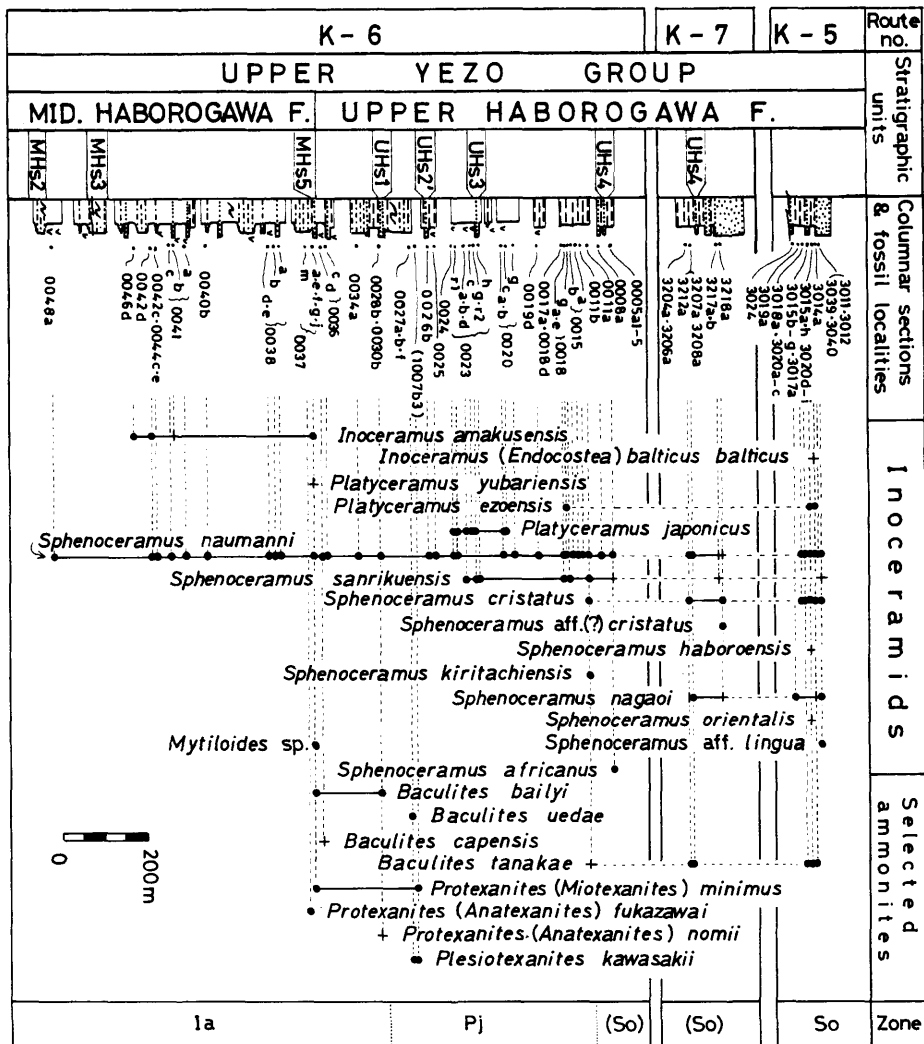 K-6 K-7 K-5 Route no.
UPPER YEZO GROUP
MID. HABOROGAWA F. UPPER HABOROGAWA F.
Stratigraphic units
MHs2 MHs3 MHs5 UHs1 UHs2' UHs3 UHs4 UHs4
Columnar sections & fossil localities
0048a
0046d
0042d
0042c-0044c-e
c
b
a
0041
0040b
d-e
b
a
0038
m
a-e-f-g-j
0037
c
d
0036
0034a
0028b-0030b
0027a-b-f
(1007b3)
0026b
0025
0024
r1
a-b-d
c
g-r2
h
0023
c
a-b
g
0020
0019d
0017a-0018d
g
a-e
0018
b
a
0015
0011b
0011a
0008a
0005a1-5
3204a-3206a
3212a
3207a 3208a
3217a-b
3218a
3024
3019a
3018a-3020a-c
3015b-g-3017a
3015a-h 3020d-i
3014a
3039-3040
3011-3012
Inoceramids
Inoceramus amakusensis
Inoceramus (Endocostea) balticus balticus
Platyceramus yubariensis
Platyceramus ezoensis
Platyceramus japonicus
Sphenoceramus naumanni
Sphenoceramus sanrikuensis
Sphenoceramus cristatus
Sphenoceramus aff.(?) cristatus
Sphenoceramus haboroensis
Sphenoceramus kiritachiensis
Sphenoceramus nagaoi
Sphenoceramus orientalis
Mytiloides sp.
Sphenoceramus aff. lingua
Sphenoceramus africanus
Selected ammonites
Baculites bailyi
Baculites uedae
Baculites capensis
Baculites tanakae
Protexanites (Miotexanites) minimus
Protexanites (Anatexanites) fukazawai
Protexanites (Anatexanites) nomii
Plesiotexanites kawasakii
0 200m
Ia Pj (So) (So) So Zone